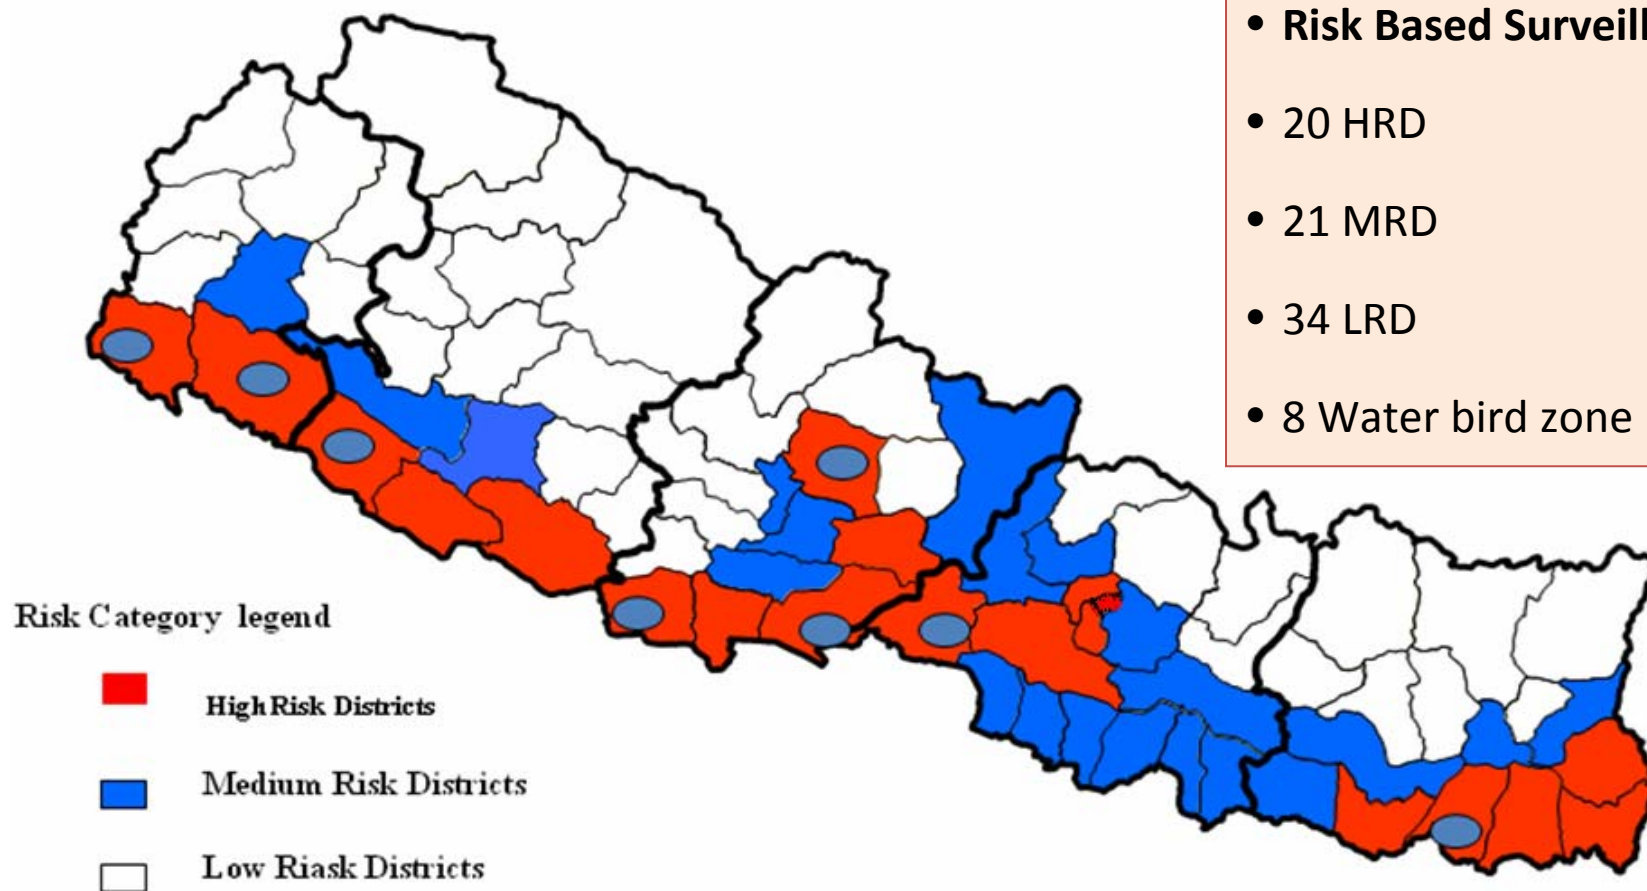 • Risk Based Surveill
• 20 HRD
• 21 MRD
• 34 LRD
• 8 Water bird zone
Risk Category legend
High Risk Districts
Medium Risk Districts
Low Riask Districts